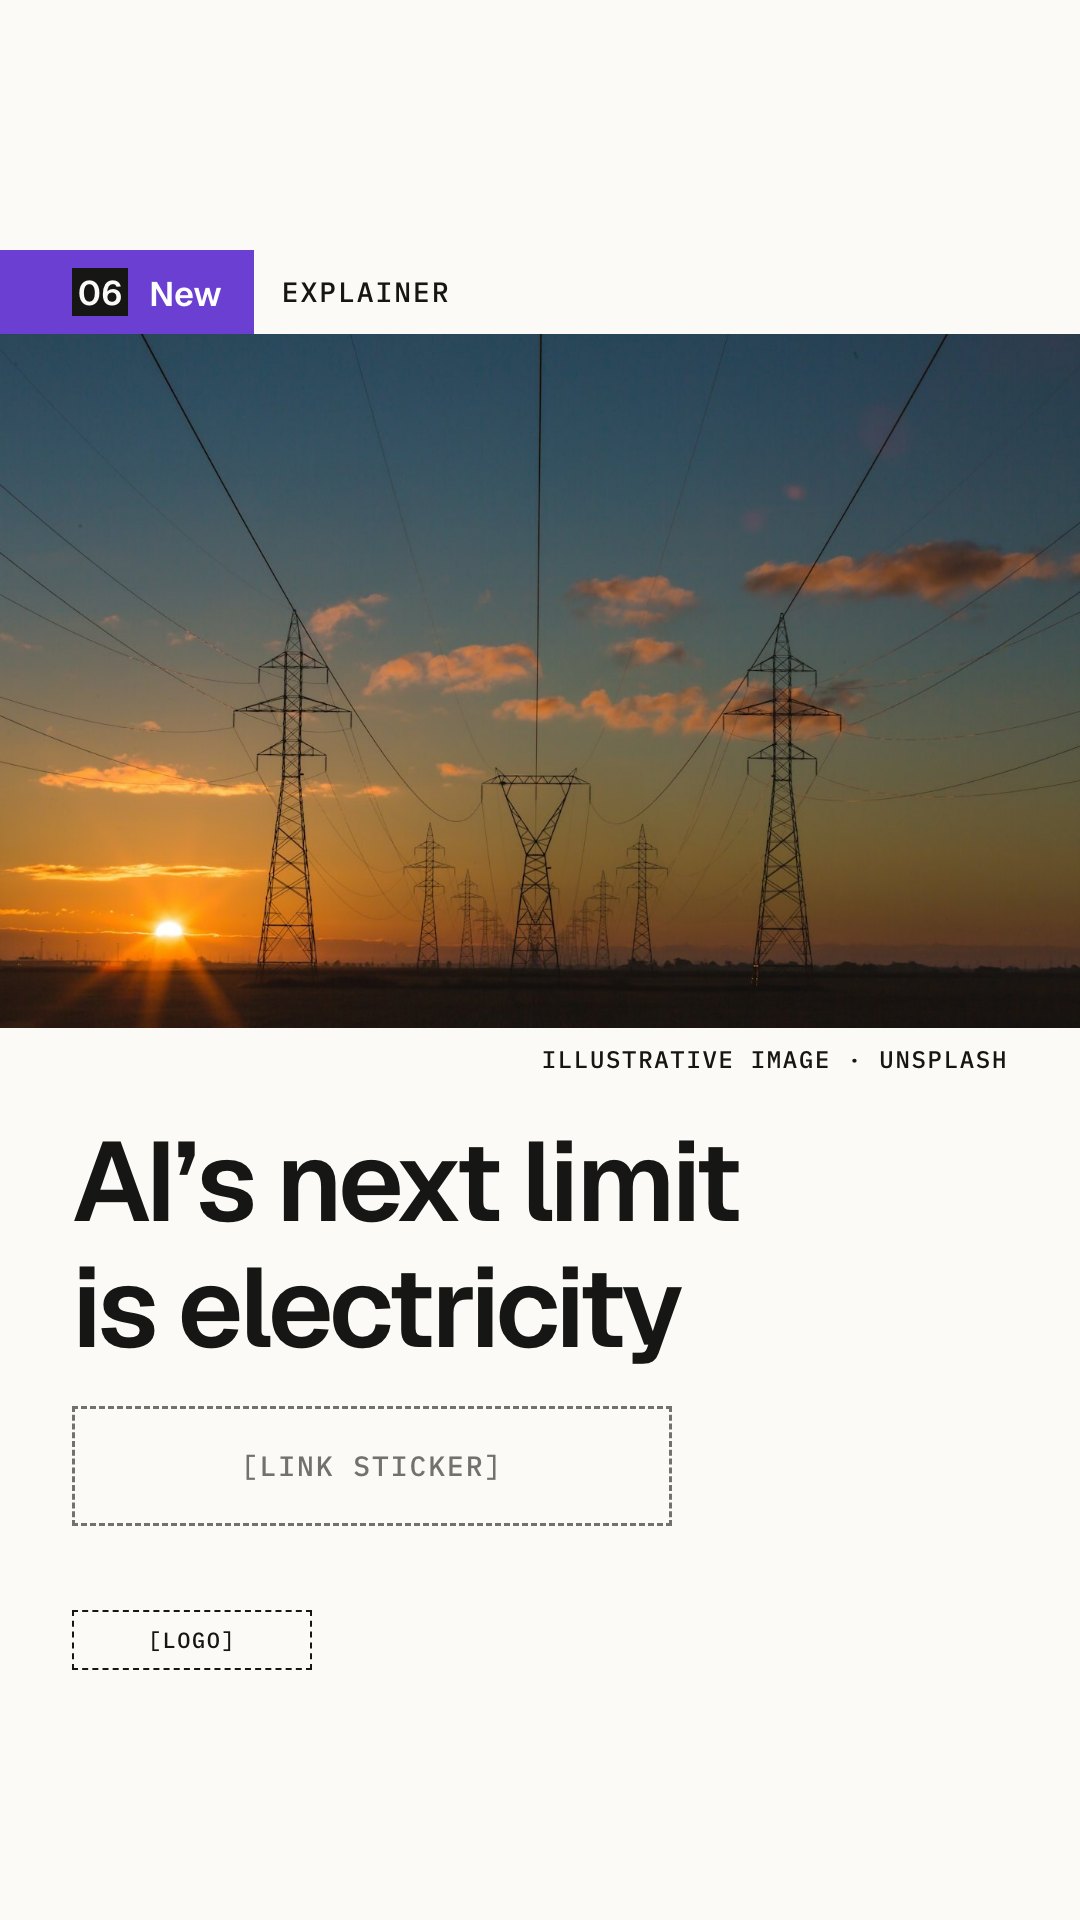 06 New EXPLAINER
ILLUSTRATIVE IMAGE · UNSPLASH
AI’s next limit
is electricity
[LINK STICKER]
[LOGO]